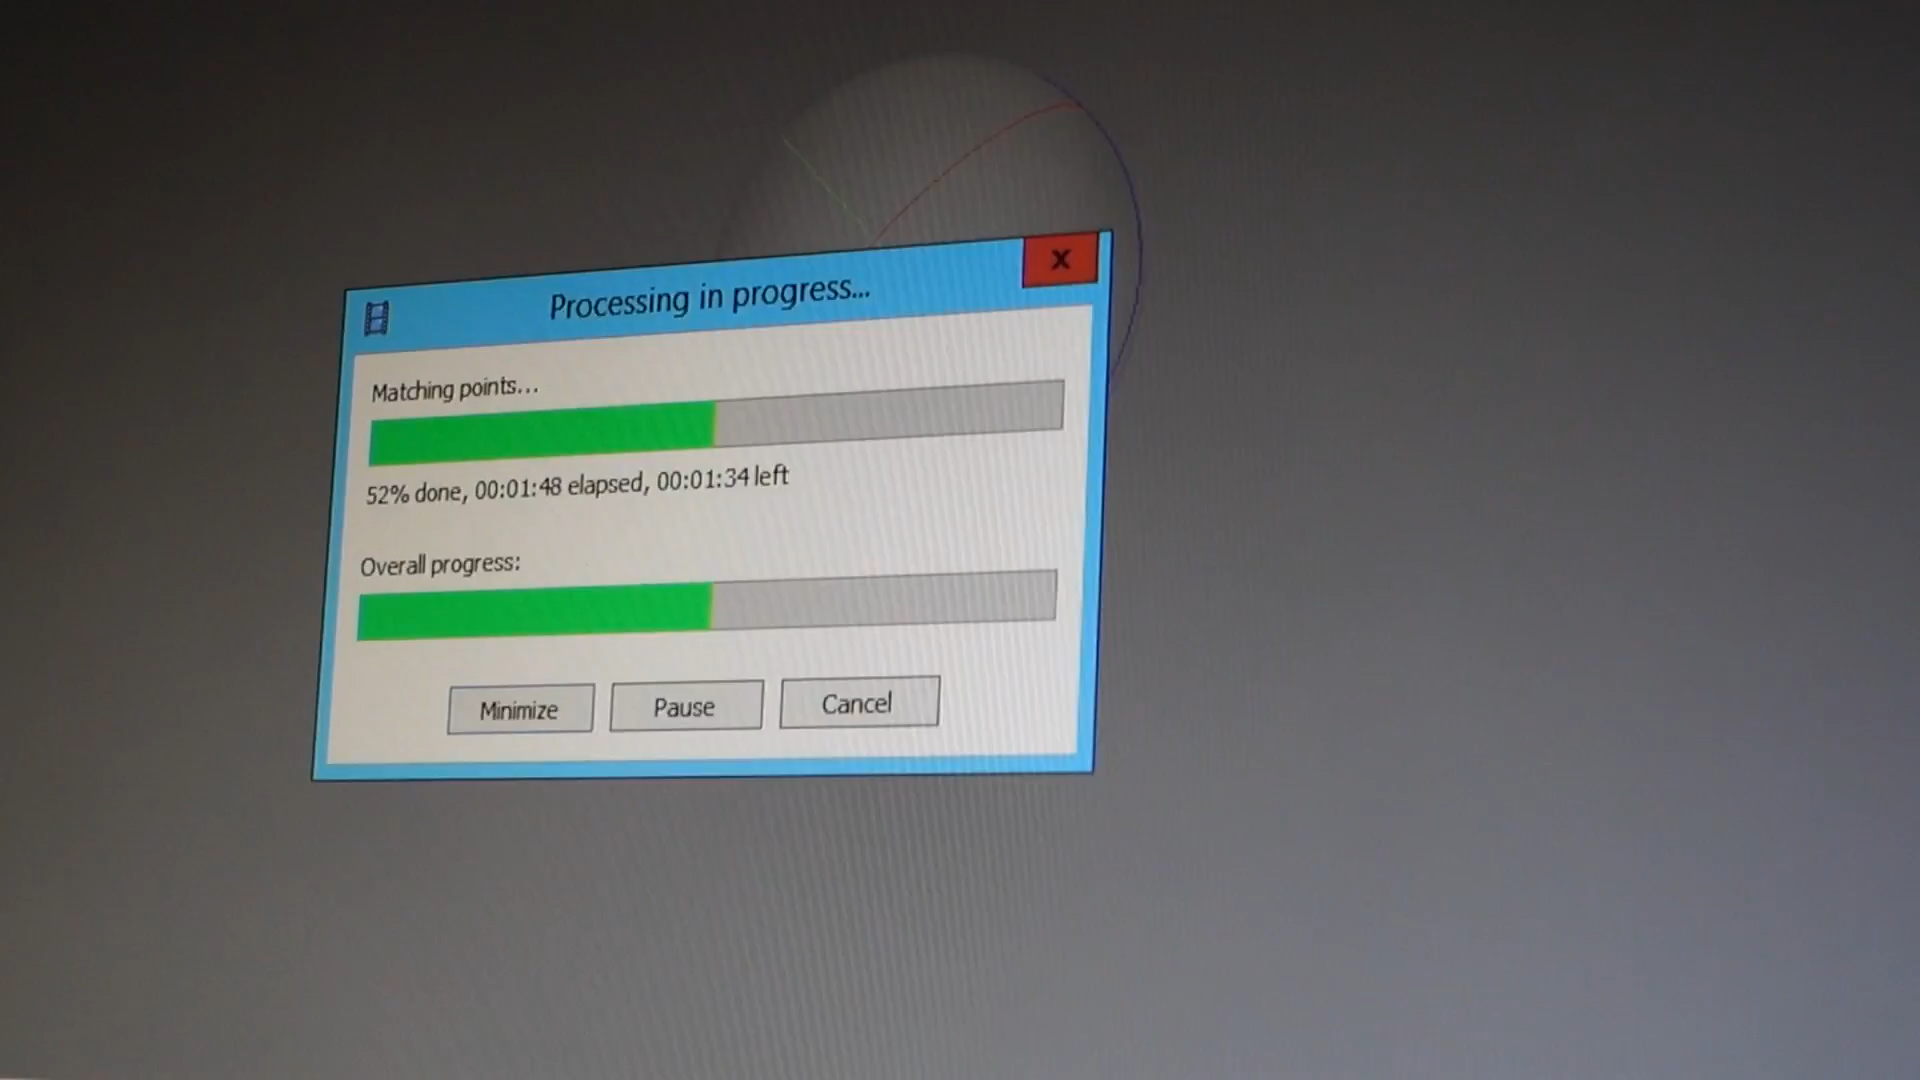 Processing in progress...
X
Matching points...
52% done, 00:01:48 elapsed, 00:01:34 left
Overall progress:
Minimize
Pause
Cancel